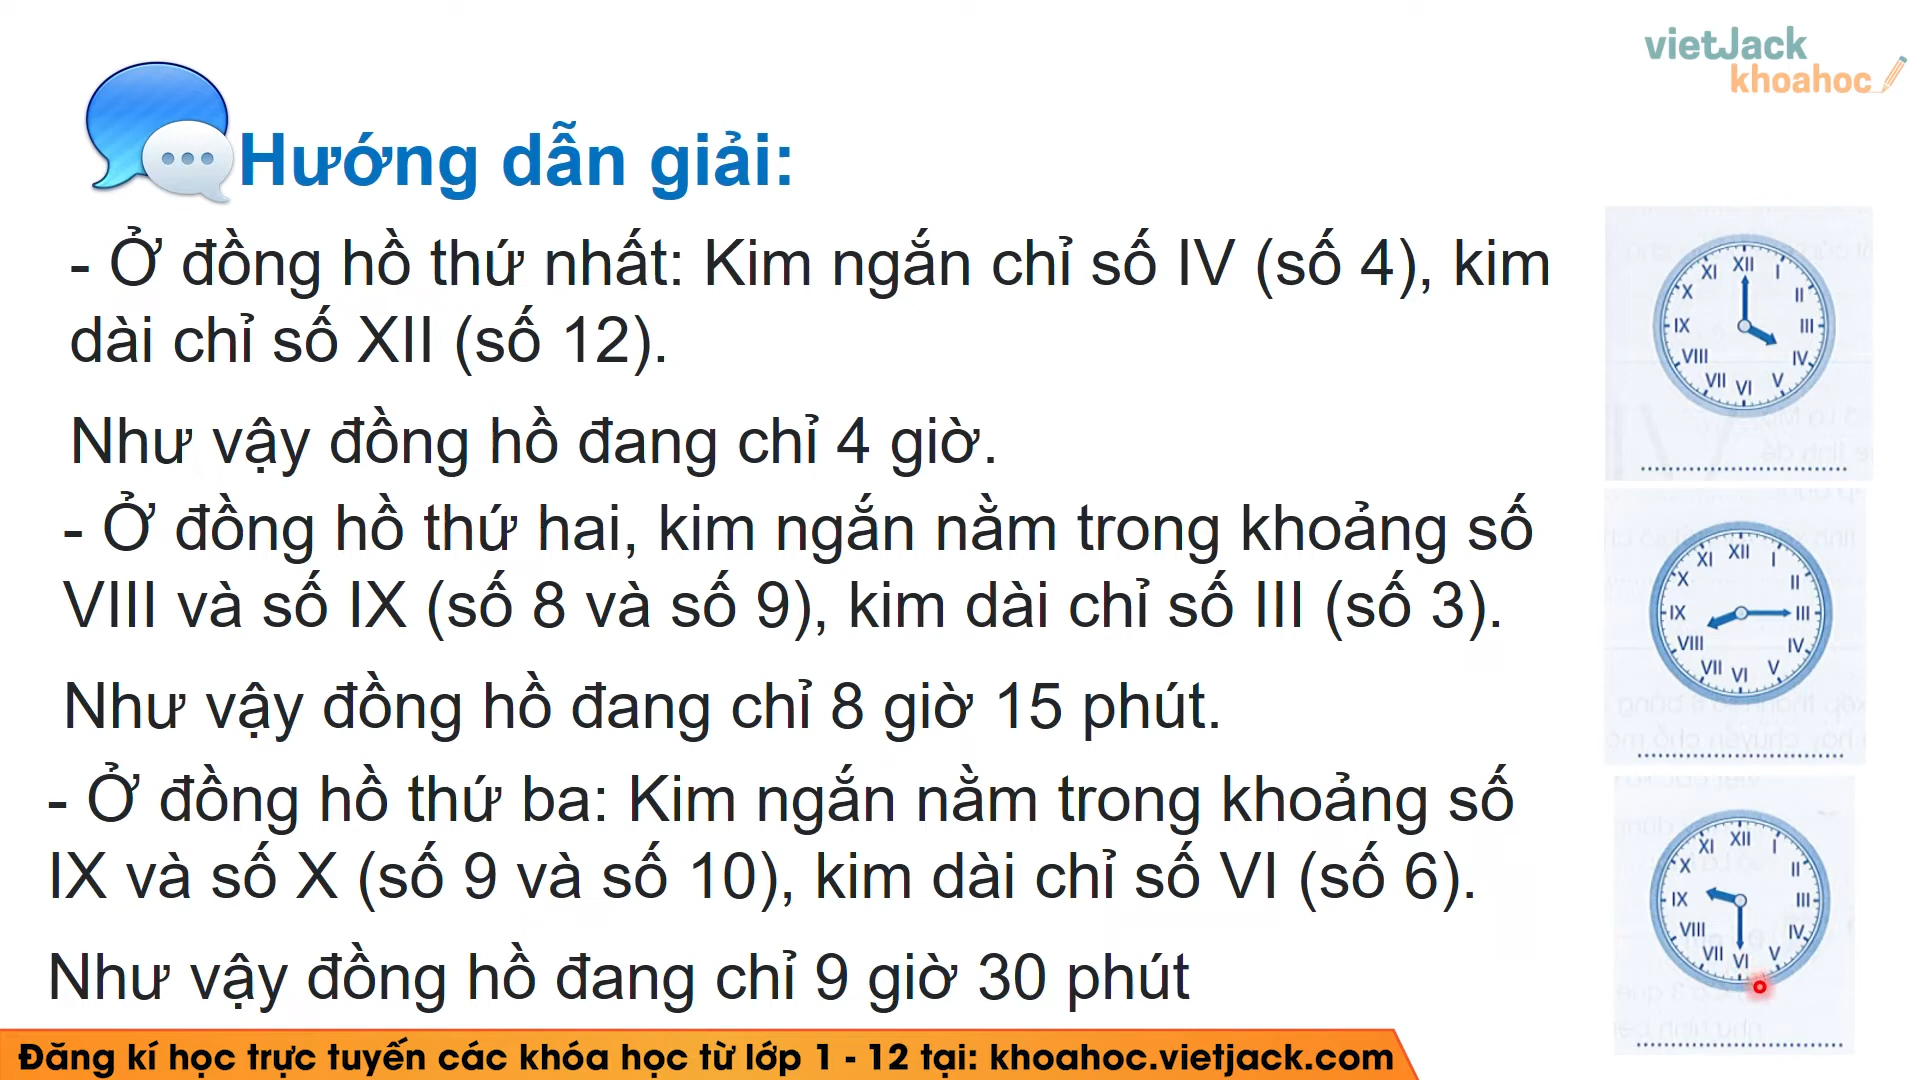 vietJack
khoahoc
Hướng dẫn giải:
- Ở đồng hồ thứ nhất: Kim ngắn chỉ số IV (số 4), kim
dài chỉ số XII (số 12).
Như vậy đồng hồ đang chỉ 4 giờ.
- Ở đồng hồ thứ hai, kim ngắn nằm trong khoảng số
VIII và số IX (số 8 và số 9), kim dài chỉ số III (số 3).
Như vậy đồng hồ đang chỉ 8 giờ 15 phút.
- Ở đồng hồ thứ ba: Kim ngắn nằm trong khoảng số
IX và số X (số 9 và số 10), kim dài chỉ số VI (số 6).
Như vậy đồng hồ đang chỉ 9 giờ 30 phút
XII I II III IV V VI VII VIII IX X XI
XII I II III IV V VI VII VIII IX X XI
XII I II III IV V VI VII VIII IX X XI
Đăng kí học trực tuyến các khóa học từ lớp 1 - 12 tại: khoahoc.vietjack.com